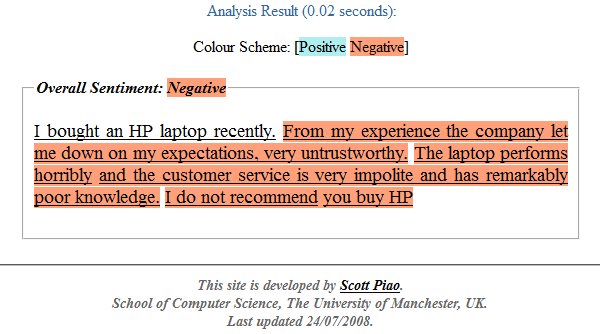 Analysis Result (0.02 seconds):
Colour Scheme: [Positive Negative]
Overall Sentiment: Negative
I bought an HP laptop recently. From my experience the company let
me down on my expectations, very untrustworthy. The laptop performs
horribly and the customer service is very impolite and has remarkably
poor knowledge. I do not recommend you buy HP
This site is developed by Scott Piao.
School of Computer Science, The University of Manchester, UK.
Last updated 24/07/2008.